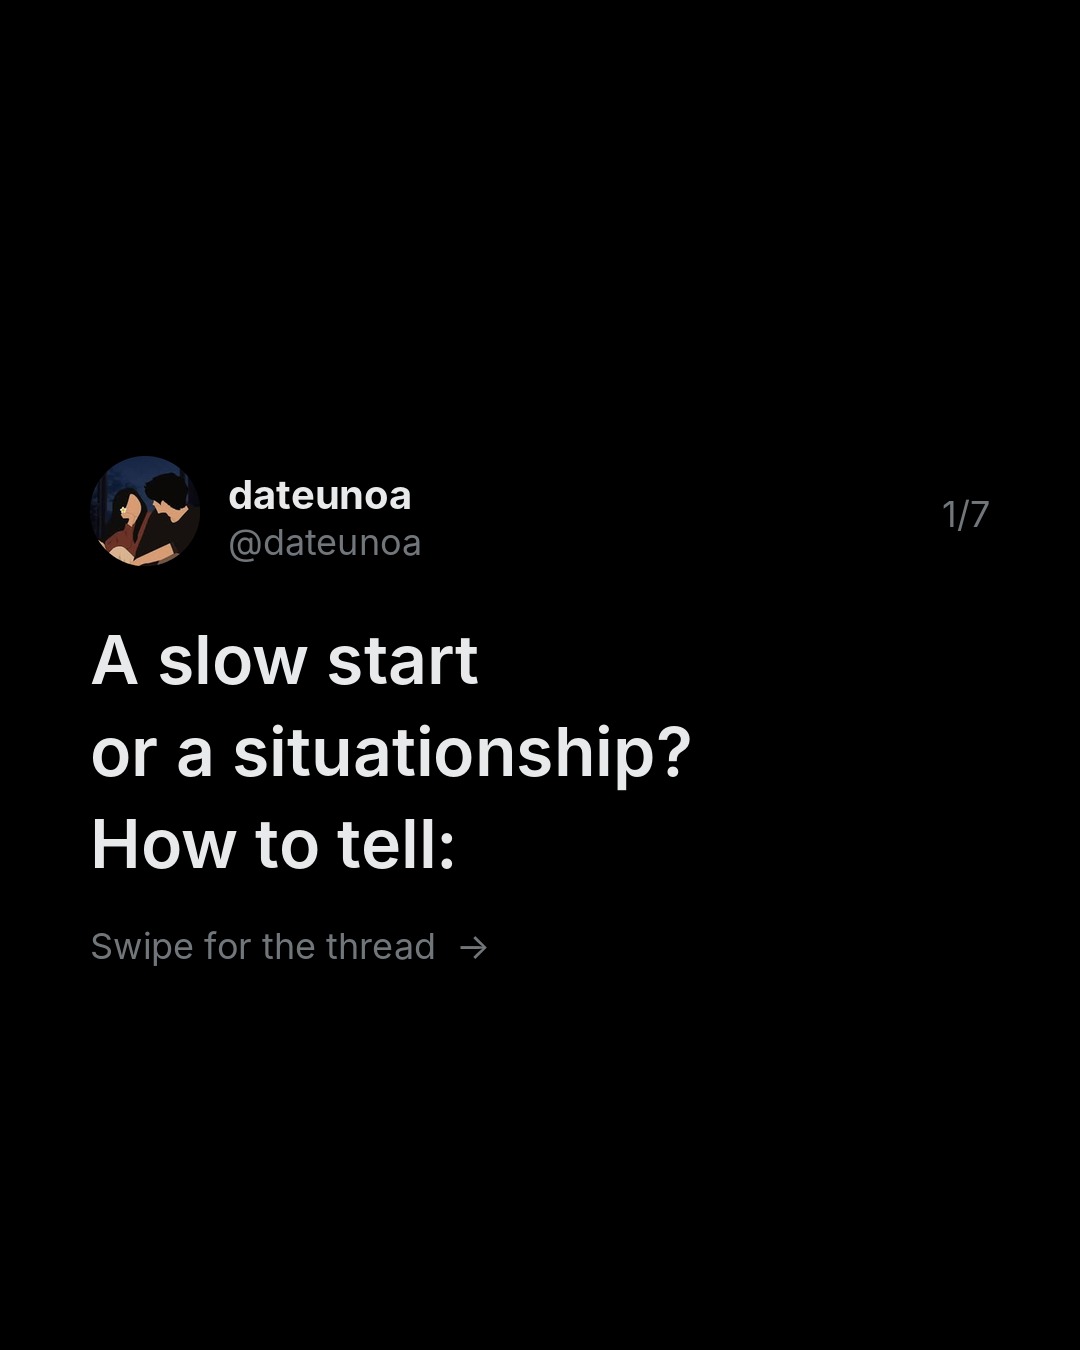 dateunoa
@dateunoa
1/7
A slow start
or a situationship?
How to tell:
Swipe for the thread →